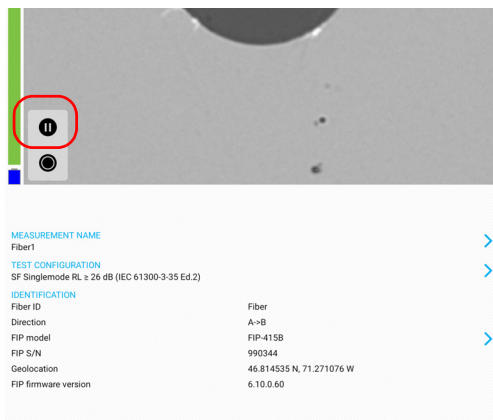 MEASUREMENT NAME
Fiber1
TEST CONFIGURATION
SF Singlemode RL ≥ 26 dB (IEC 61300-3-35 Ed.2)
IDENTIFICATION
Fiber ID Fiber
Direction A->B
FIP model FIP-415B
FIP S/N 990344
Geolocation 46.814535 N, 71.271076 W
FIP firmware version 6.10.0.60